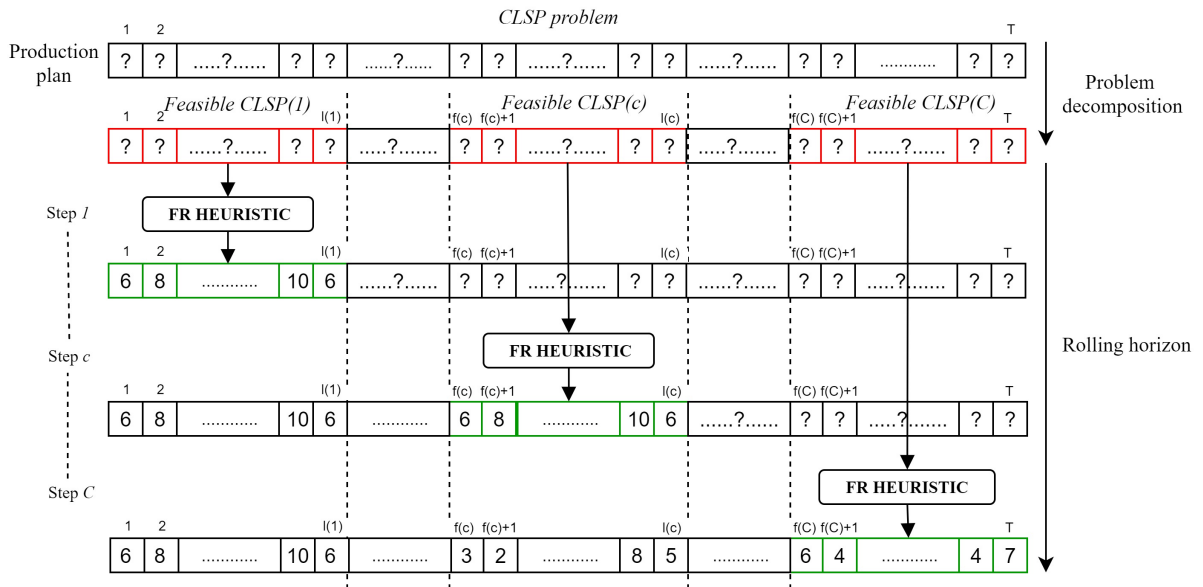 CLSP problem
1 2 T
Production plan
? ? .....?...... ? ? ......?...... ? ? ......?...... ? ? ......?...... ? ? ............ ? ?
Problem decomposition
Feasible CLSP(1) Feasible CLSP(c) Feasible CLSP(C)
1 2 l(1) f(c) f(c)+1 l(c) f(C) f(C)+1 T
? ? ......?...... ? ? .....?....... ? ? ......?...... ? ? .....?....... ? ? ......?...... ? ?
Step 1
FR HEURISTIC
1 2 l(1) f(c) f(c)+1 l(c) f(C) f(C)+1 T
6 8 ............ 10 6 ......?...... ? ? ......?...... ? ? ......?...... ? ? ......?...... ? ?
Step c
FR HEURISTIC
Rolling horizon
1 2 l(1) f(c) f(c)+1 l(c) f(C) f(C)+1 T
6 8 ............ 10 6 ............ 6 8 ............ 10 6 ......?...... ? ? ......?...... ? ?
Step C
FR HEURISTIC
1 2 l(1) f(c) f(c)+1 l(c) f(C) f(C)+1 T
6 8 ............ 10 6 ............ 3 2 ............ 8 5 ............ 6 4 ............ 4 7